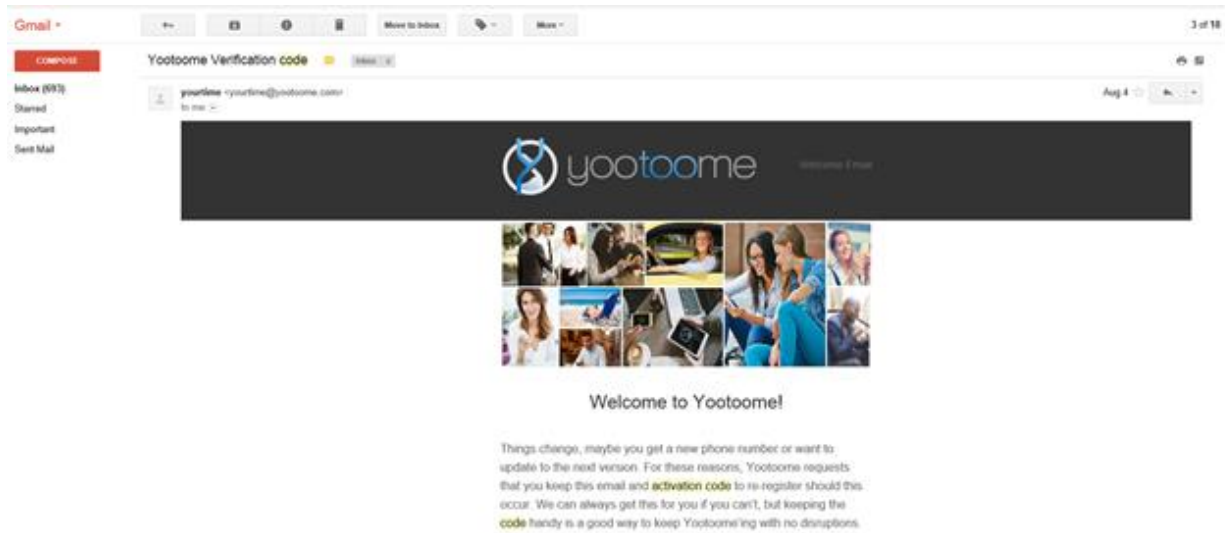 Gmail
Move to Inbox
More
3 of 18
COMPOSE
Yootoome Verification code
Inbox x
Inbox (693)
Starred
Important
Sent Mail
yourtime <yourtime@yootoome.com>
to me
Aug 4
yootoome
Welcome Email
Welcome to Yootoome!
Things change, maybe you get a new phone number or want to
update to the next version. For these reasons, Yootoome requests
that you keep this email and activation code to re-register should this
occur. We can always get this for you if you can't, but keeping the
code handy is a good way to keep Yootoome'ing with no disruptions.